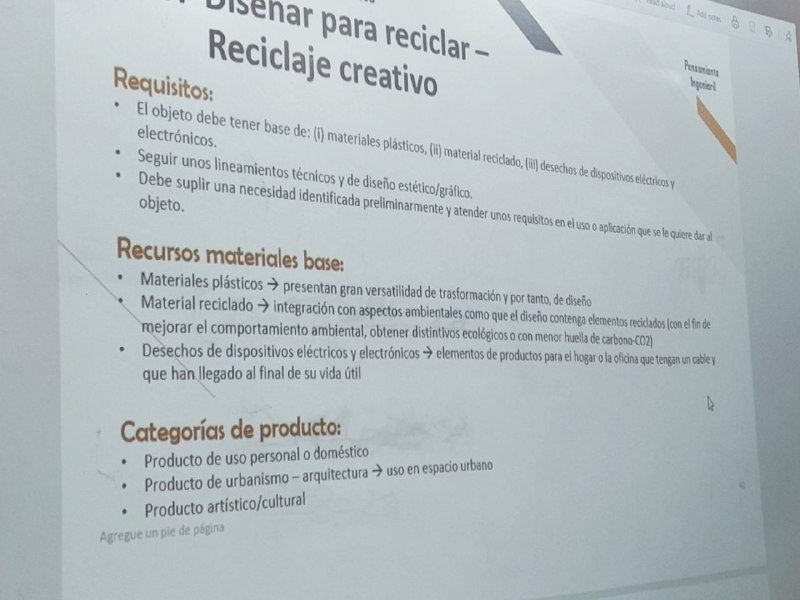 Read aloud
Add notes
Diseñar para reciclar –
Reciclaje creativo
Pensamiento
Ingenieril
Requisitos:
• El objeto debe tener base de: (i) materiales plásticos, (ii) material reciclado, (iii) desechos de dispositivos eléctricos y
electrónicos.
• Seguir unos lineamientos técnicos y de diseño estético/gráfico.
• Debe suplir una necesidad identificada preliminarmente y atender unos requisitos en el uso o aplicación que se le quiere dar al
objeto.
Recursos materiales base:
• Materiales plásticos → presentan gran versatilidad de trasformación y por tanto, de diseño
• Material reciclado → integración con aspectos ambientales como que el diseño contenga elementos reciclados (con el fin de
mejorar el comportamiento ambiental, obtener distintivos ecológicos o con menor huella de carbono-CO2)
• Desechos de dispositivos eléctricos y electrónicos → elementos de productos para el hogar o la oficina que tengan un cable y
que han llegado al final de su vida útil
Categorías de producto:
• Producto de uso personal o doméstico
• Producto de urbanismo – arquitectura → uso en espacio urbano
• Producto artístico/cultural
Agregue un pie de página